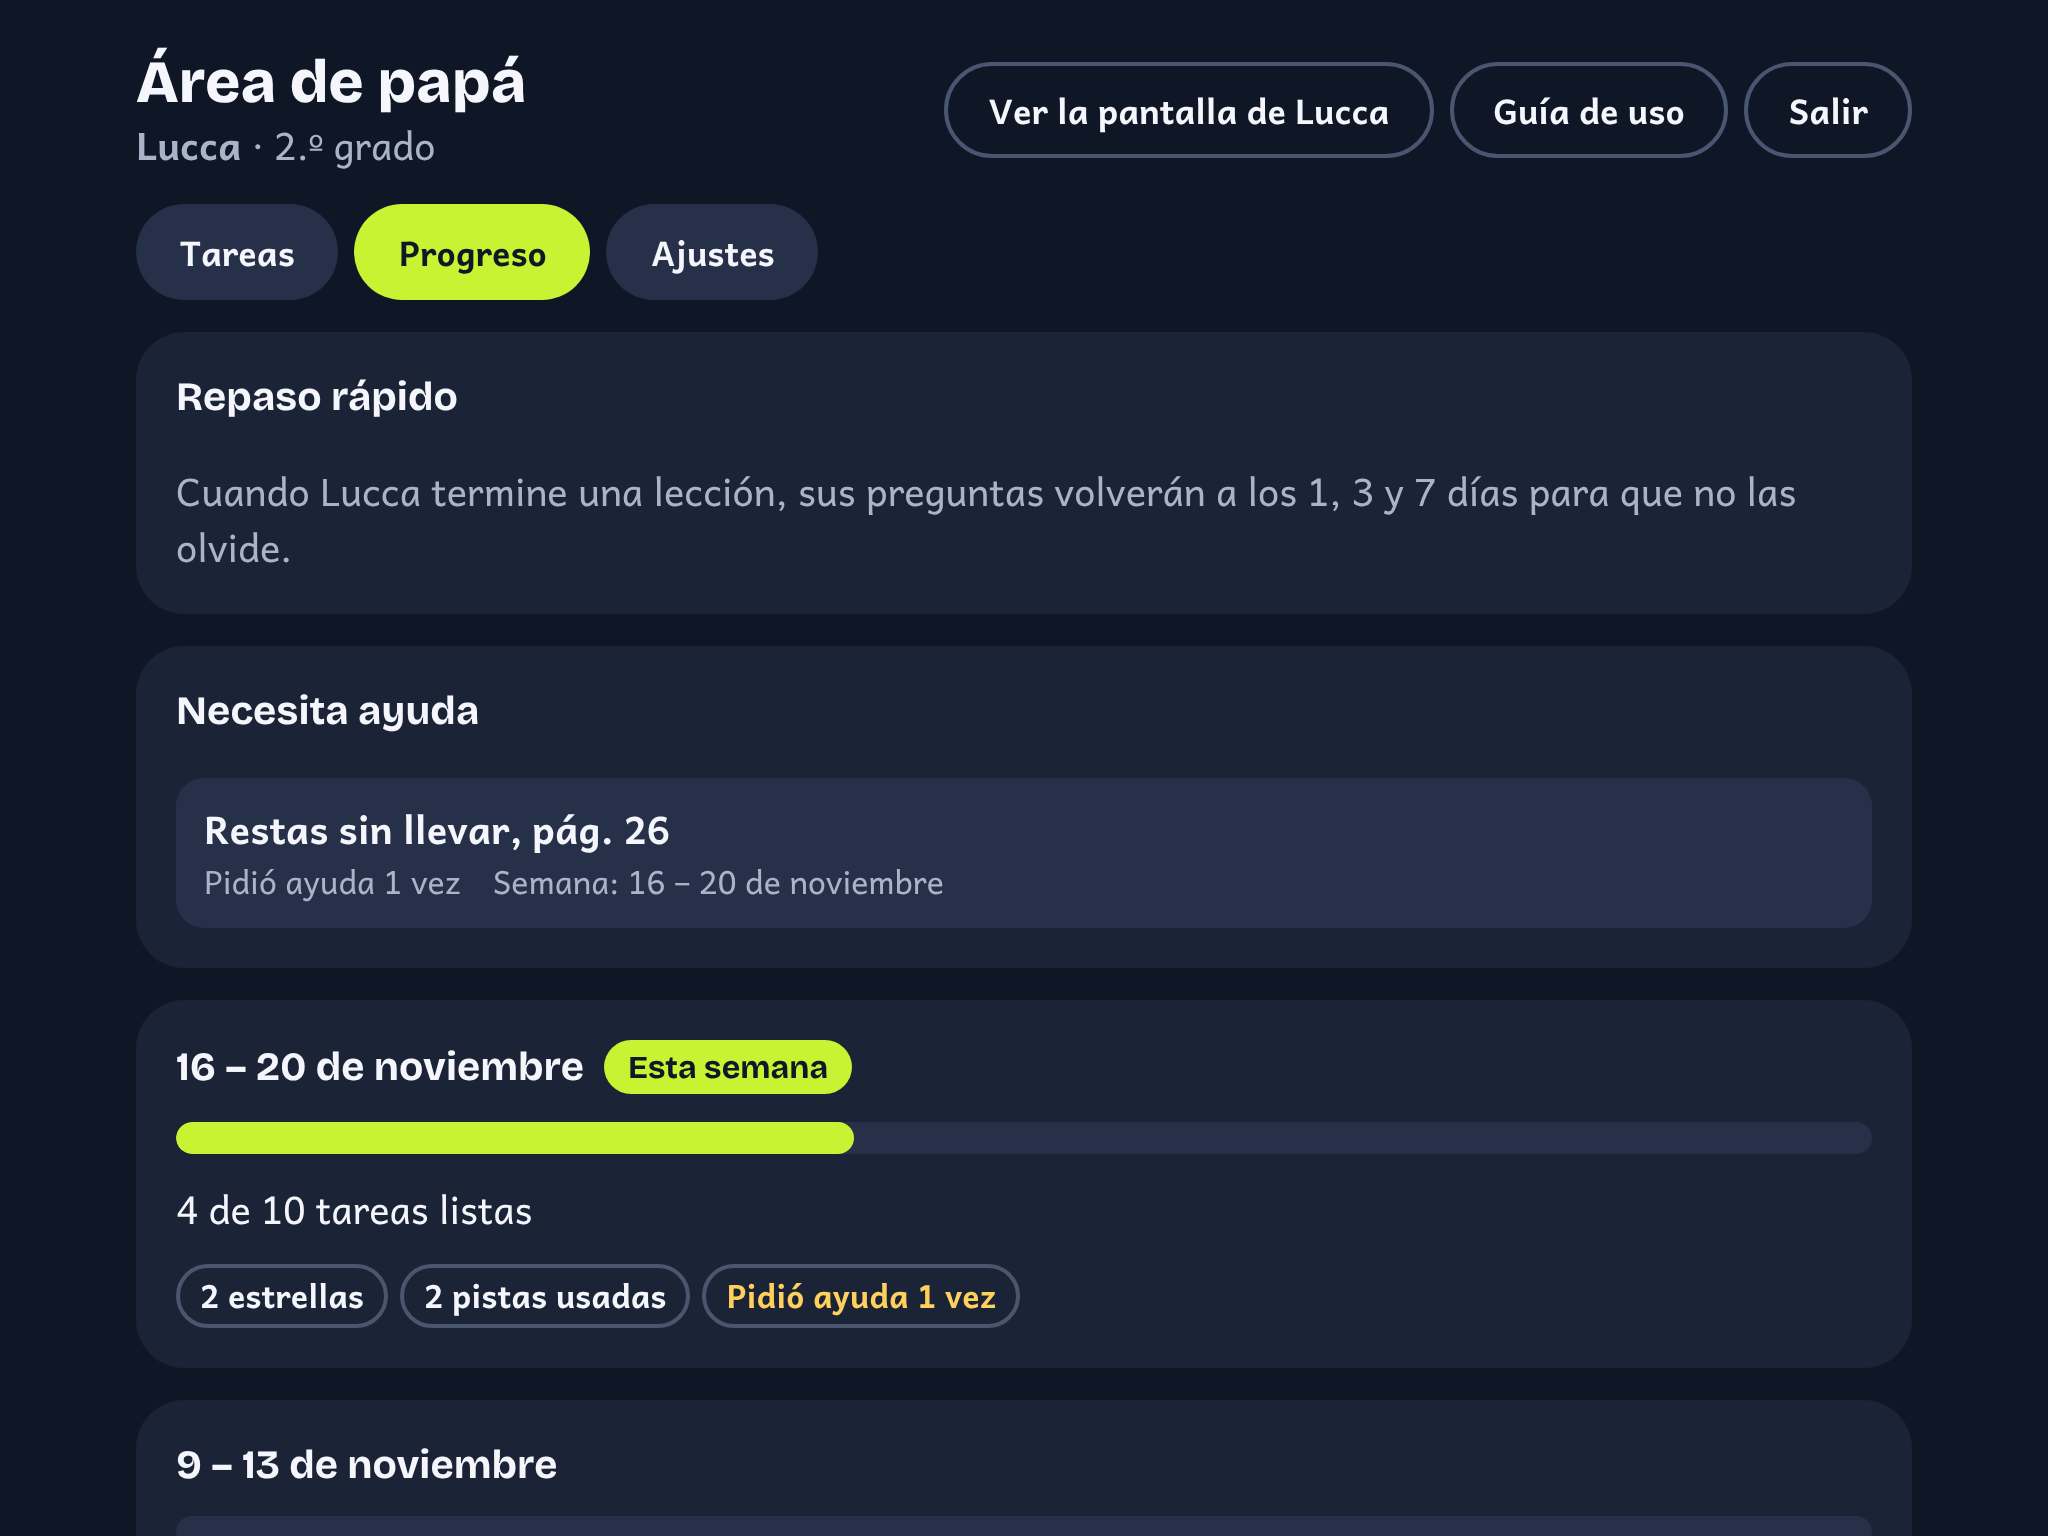 Área de papá
Lucca · 2.º grado
Ver la pantalla de Lucca
Guía de uso
Salir
Tareas
Progreso
Ajustes
Repaso rápido
Cuando Lucca termine una lección, sus preguntas volverán a los 1, 3 y 7 días para que no las
olvide.
Necesita ayuda
Restas sin llevar, pág. 26
Pidió ayuda 1 vez Semana: 16 – 20 de noviembre
16 – 20 de noviembre
Esta semana
4 de 10 tareas listas
2 estrellas
2 pistas usadas
Pidió ayuda 1 vez
9 – 13 de noviembre